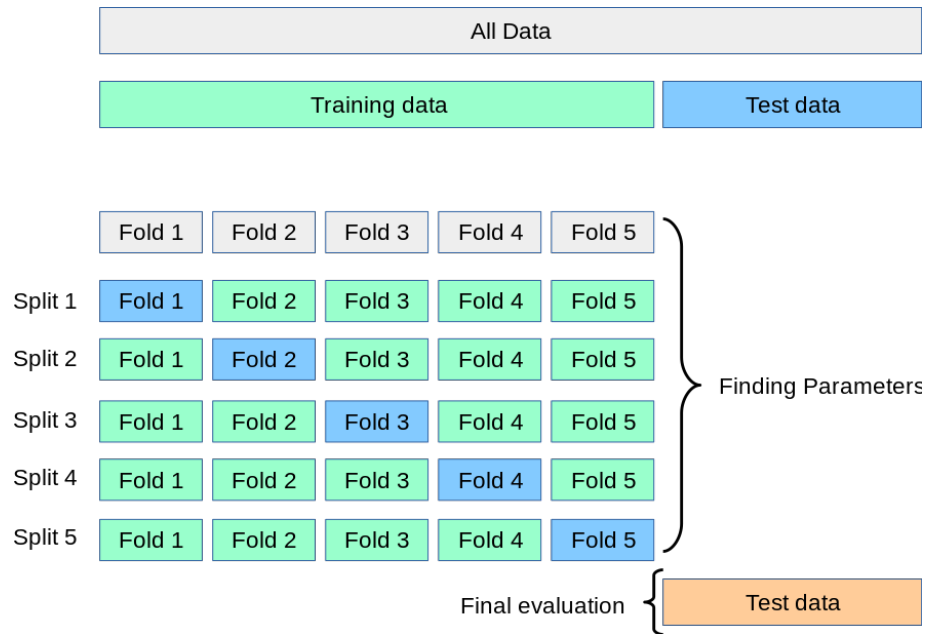 All Data
Training data Test data
Fold 1 Fold 2 Fold 3 Fold 4 Fold 5
Split 1 Fold 1 Fold 2 Fold 3 Fold 4 Fold 5
Split 2 Fold 1 Fold 2 Fold 3 Fold 4 Fold 5
Finding Parameters
Split 3 Fold 1 Fold 2 Fold 3 Fold 4 Fold 5
Split 4 Fold 1 Fold 2 Fold 3 Fold 4 Fold 5
Split 5 Fold 1 Fold 2 Fold 3 Fold 4 Fold 5
Final evaluation Test data